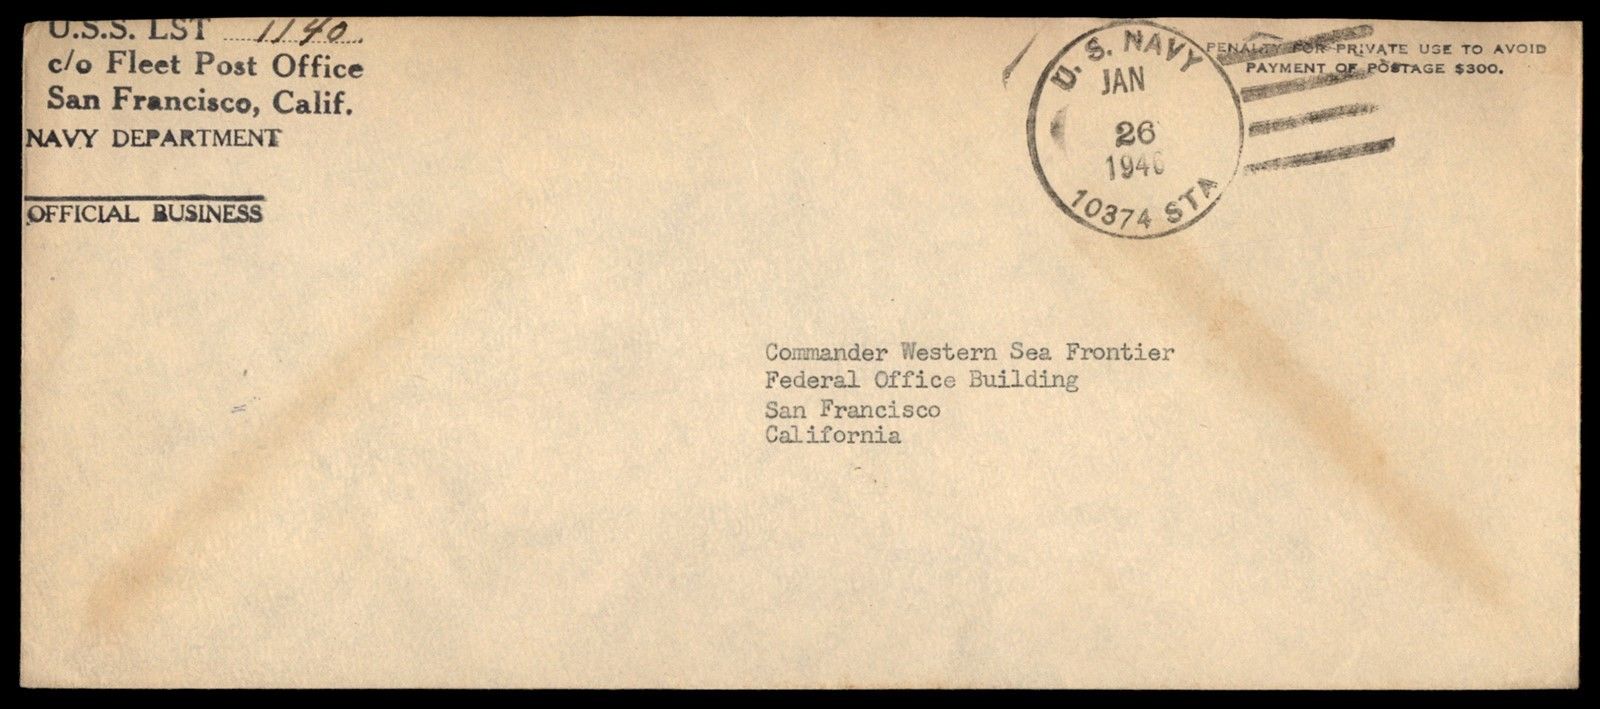 U.S.S. LST 1140.
c/o Fleet Post Office
San Francisco, Calif.
NAVY DEPARTMENT
OFFICIAL BUSINESS
U. S. NAVY
JAN
26
1946
10374 STA
PENALTY FOR PRIVATE USE TO AVOID
PAYMENT OF POSTAGE $300.
Commander Western Sea Frontier
Federal Office Building
San Francisco
California